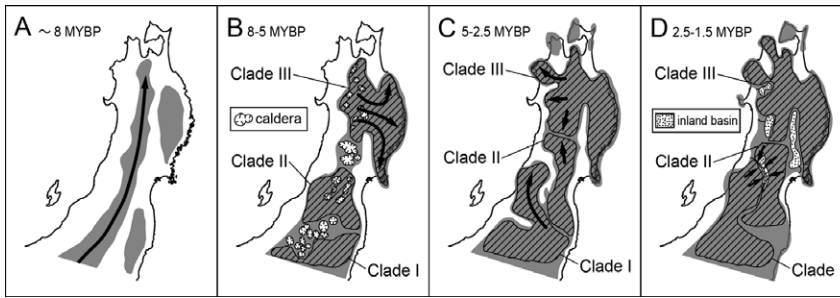 A ~ 8 MYBP
B 8-5 MYBP
Clade III
caldera
Clade II
Clade I
C 5-2.5 MYBP
Clade III
Clade II
Clade I
D 2.5-1.5 MYBP
Clade III
inland basin
Clade II
Clade